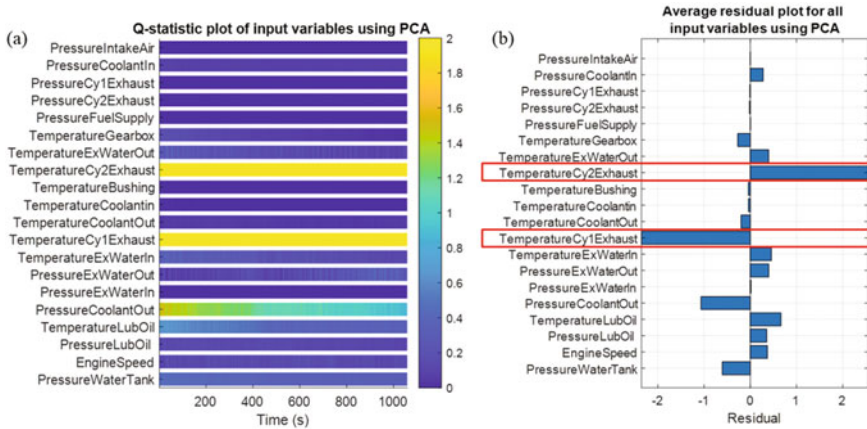 (a)
Q-statistic plot of input variables using PCA
PressureIntakeAir
PressureCoolantIn
PressureCy1Exhaust
PressureCy2Exhaust
PressureFuelSupply
TemperatureGearbox
TemperatureExWaterOut
TemperatureCy2Exhaust
TemperatureBushing
TemperatureCoolantin
TemperatureCoolantOut
TemperatureCy1Exhaust
TemperatureExWaterIn
PressureExWaterOut
PressureExWaterIn
PressureCoolantOut
TemperatureLubOil
PressureLubOil
EngineSpeed
PressureWaterTank
200 400 600 800 1000
Time (s)
2
1.8
1.6
1.4
1.2
1
0.8
0.6
0.4
0.2
0
(b)
Average residual plot for all
input variables using PCA
PressureIntakeAir
PressureCoolantIn
PressureCy1Exhaust
PressureCy2Exhaust
PressureFuelSupply
TemperatureGearbox
TemperatureExWaterOut
TemperatureCy2Exhaust
TemperatureBushing
TemperatureCoolantin
TemperatureCoolantOut
TemperatureCy1Exhaust
TemperatureExWaterIn
PressureExWaterOut
PressureExWaterIn
PressureCoolantOut
TemperatureLubOil
PressureLubOil
EngineSpeed
PressureWaterTank
-2 -1 0 1 2
Residual